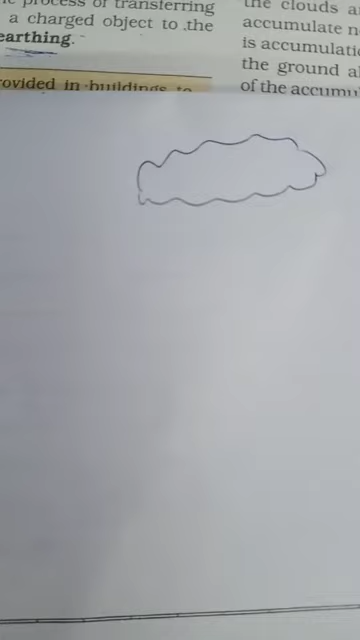 process of transferring
a charged object to the
earthing.
provided in buildings to
the clouds
accumulate
is accumulati
the ground
of the accumu